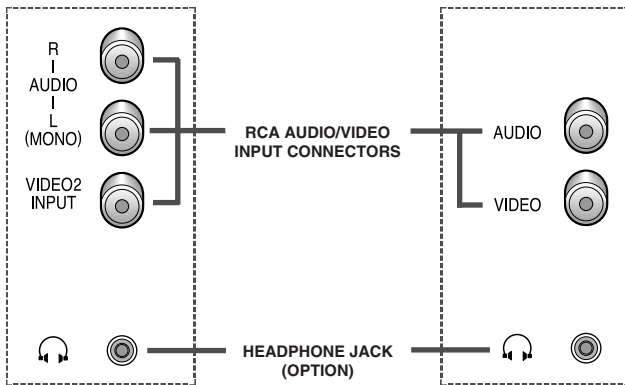 R
AUDIO
L
(MONO)
VIDEO2
INPUT
RCA AUDIO/VIDEO
INPUT CONNECTORS
AUDIO
VIDEO
HEADPHONE JACK
(OPTION)